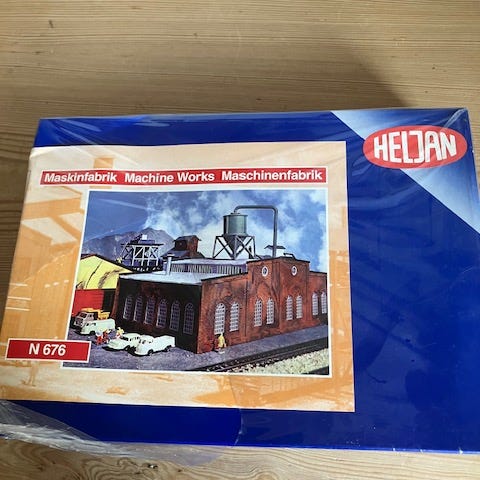 HELJAN
Maskinfabrik Machine Works Maschinenfabrik
N 676